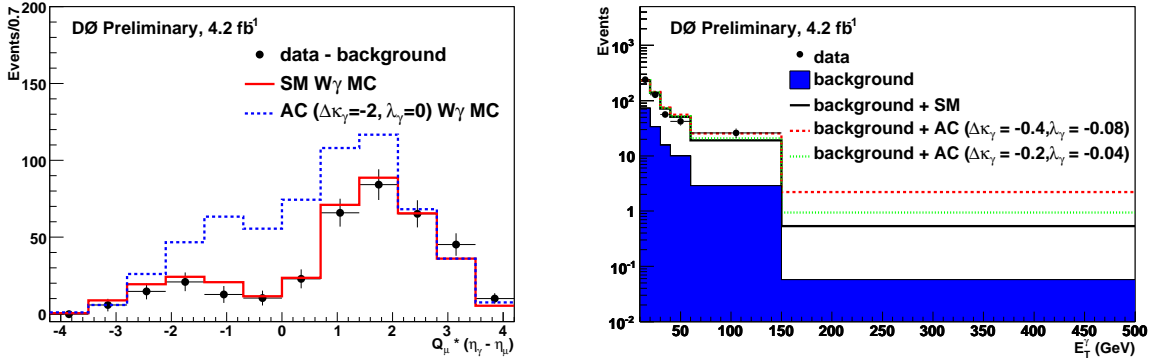 DØ Preliminary, 4.2 fb⁻¹
data - background
SM Wγ MC
AC (Δκγ=-2, λγ=0) Wγ MC
Events/0.7
200
150
100
50
0
-4 -3 -2 -1 0 1 2 3 4
Qμ * (ηγ - ημ)
DØ Preliminary, 4.2 fb⁻¹
data
background
background + SM
background + AC (Δκγ = -0.4,λγ = -0.08)
background + AC (Δκγ = -0.2,λγ = -0.04)
Events
10³
10²
10
1
10⁻¹
10⁻²
50 100 150 200 250 300 350 400 450 500
E_T^γ (GeV)